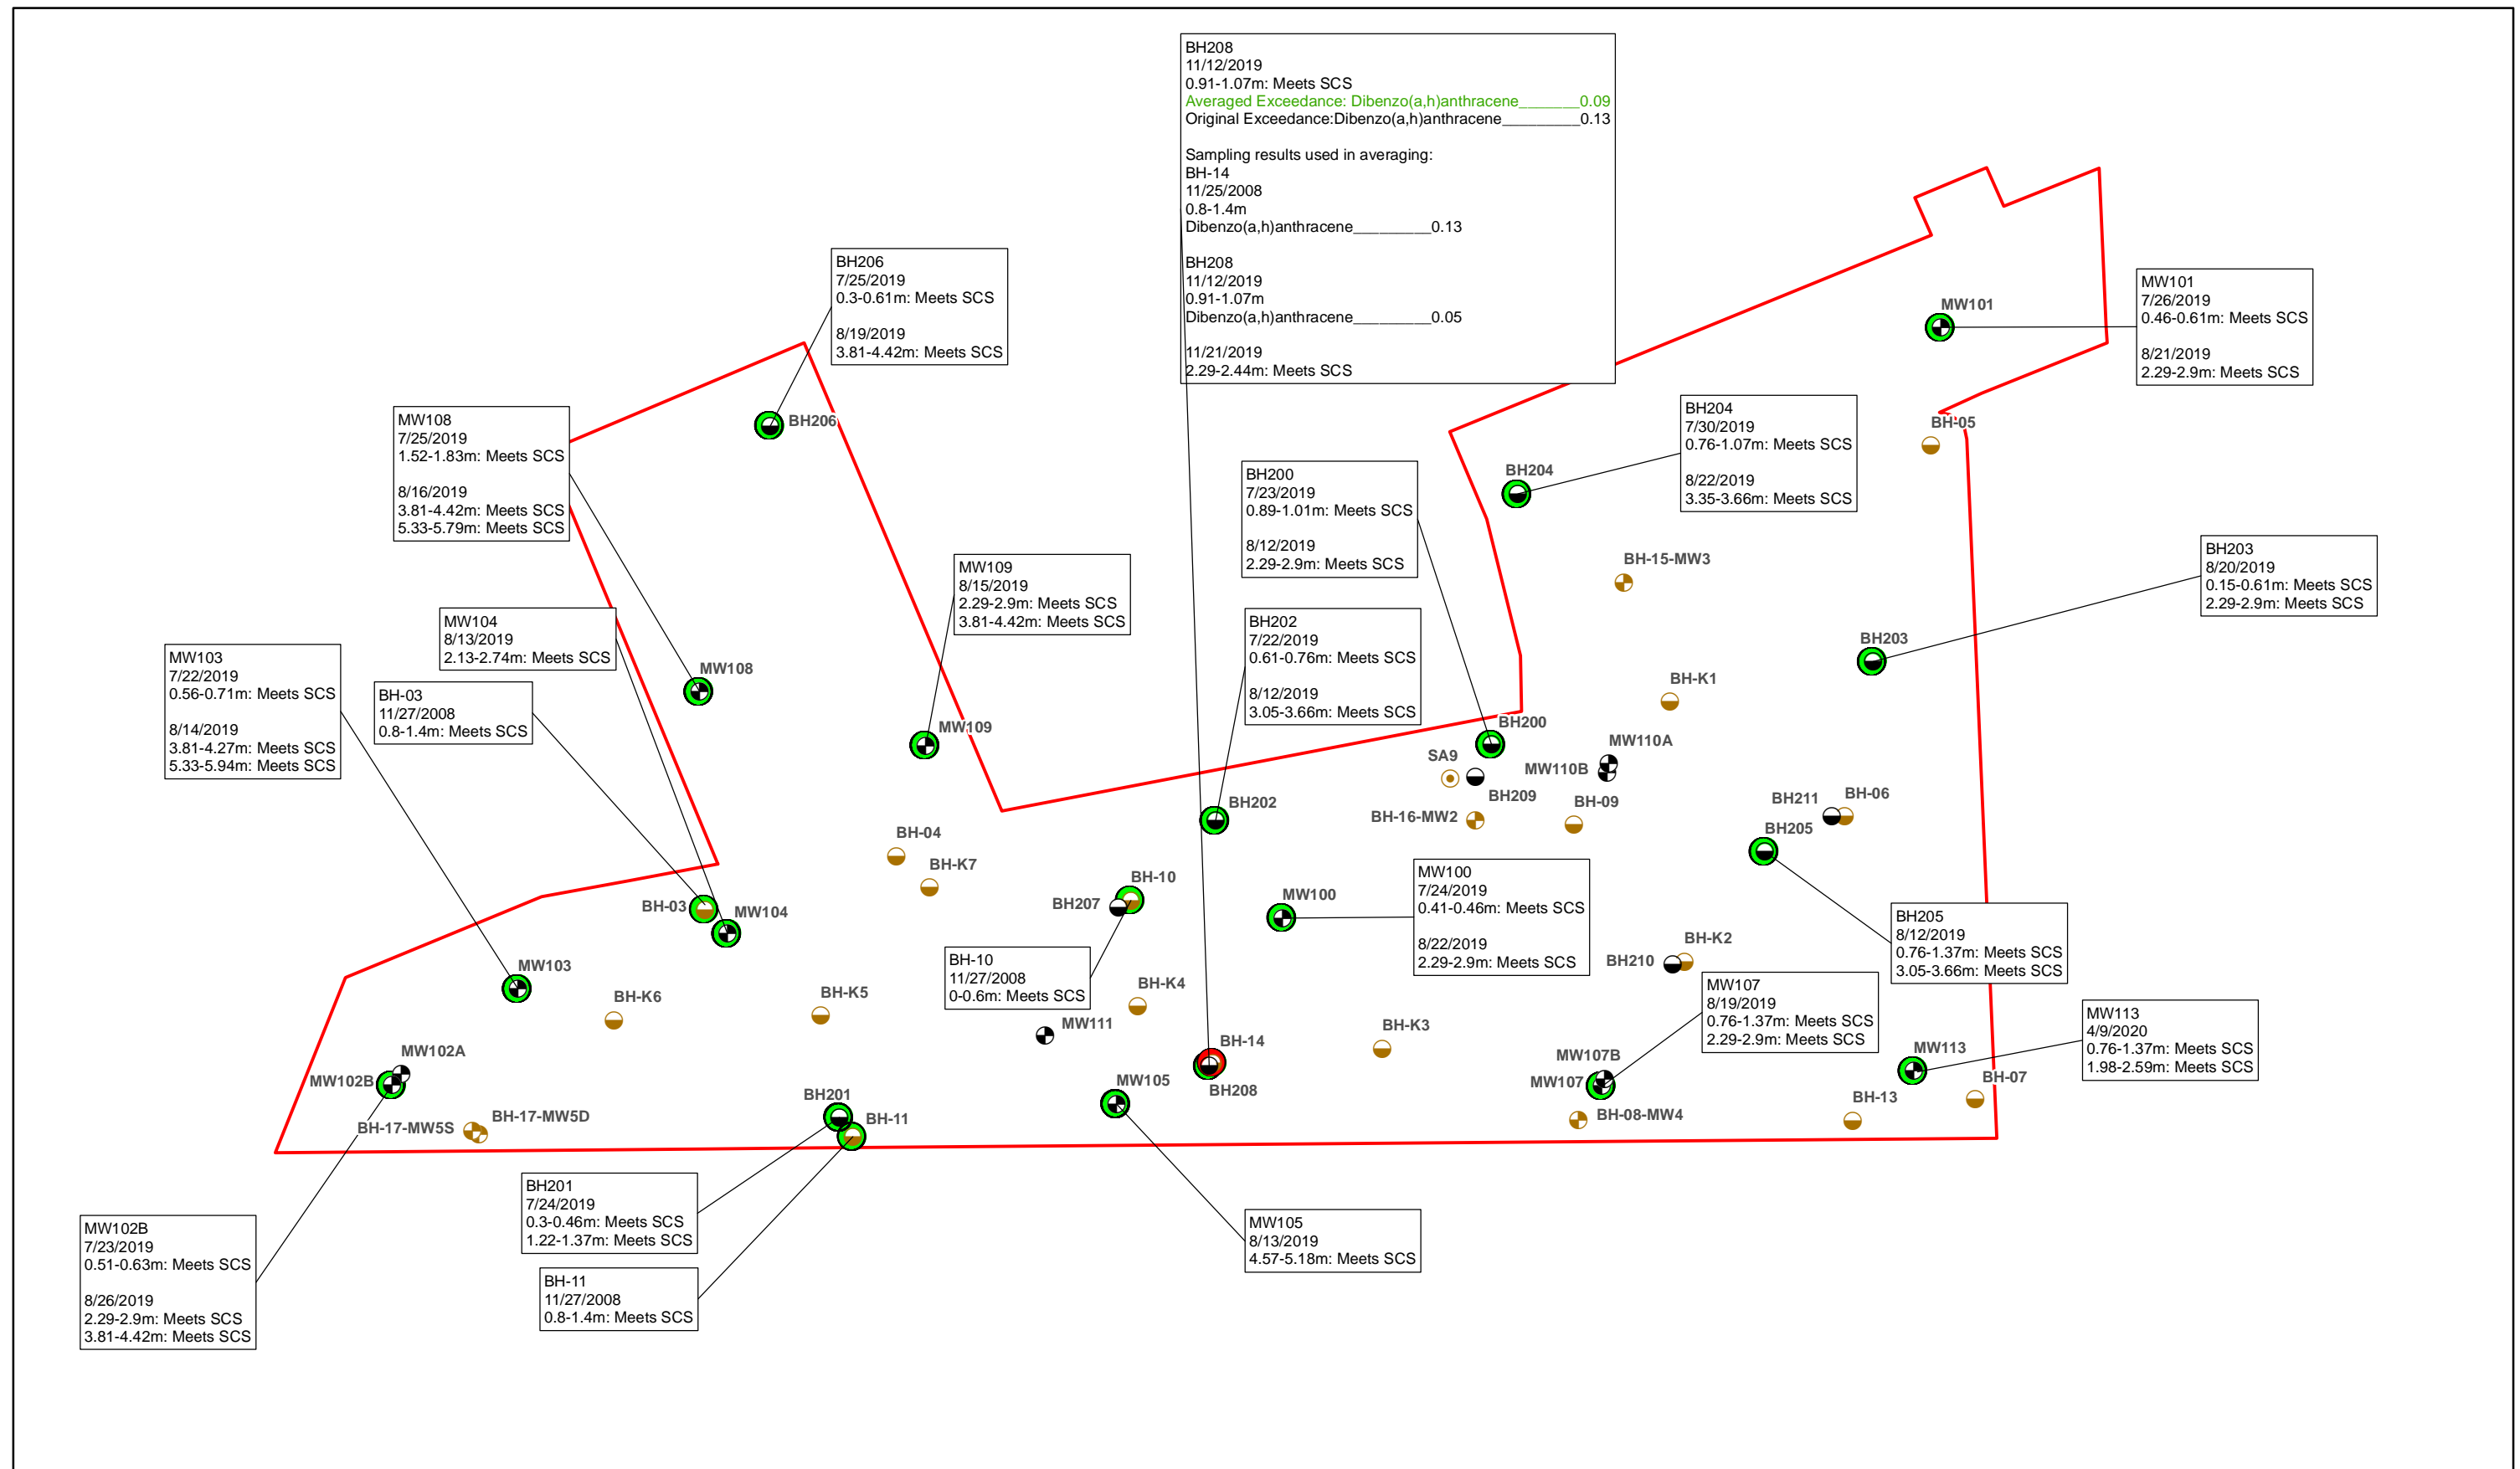 BH208
11/12/2019
0.91-1.07m: Meets SCS
Averaged Exceedance: Dibenzo(a,h)anthracene_______0.09
Original Exceedance:Dibenzo(a,h)anthracene_________0.13
Sampling results used in averaging:
BH-14
11/25/2008
0.8-1.4m
Dibenzo(a,h)anthracene_________0.13
BH208
11/12/2019
0.91-1.07m
Dibenzo(a,h)anthracene_________0.05
11/21/2019
2.29-2.44m: Meets SCS
BH206
7/25/2019
0.3-0.61m: Meets SCS
8/19/2019
3.81-4.42m: Meets SCS
MW101
7/26/2019
0.46-0.61m: Meets SCS
8/21/2019
2.29-2.9m: Meets SCS
MW101
MW108
7/25/2019
1.52-1.83m: Meets SCS
8/16/2019
3.81-4.42m: Meets SCS
5.33-5.79m: Meets SCS
BH206
BH204
7/30/2019
0.76-1.07m: Meets SCS
8/22/2019
3.35-3.66m: Meets SCS
BH-05
BH200
7/23/2019
0.89-1.01m: Meets SCS
8/12/2019
2.29-2.9m: Meets SCS
BH204
BH203
8/20/2019
0.15-0.61m: Meets SCS
2.29-2.9m: Meets SCS
MW109
8/15/2019
2.29-2.9m: Meets SCS
3.81-4.42m: Meets SCS
BH-15-MW3
MW104
8/13/2019
2.13-2.74m: Meets SCS
BH202
7/22/2019
0.61-0.76m: Meets SCS
8/12/2019
3.05-3.66m: Meets SCS
BH203
MW103
7/22/2019
0.56-0.71m: Meets SCS
8/14/2019
3.81-4.27m: Meets SCS
5.33-5.94m: Meets SCS
BH-03
11/27/2008
0.8-1.4m: Meets SCS
MW108
BH-K1
MW109
BH200
MW110A
SA9
MW110B
BH209
BH-09
BH211
BH-06
BH202
BH-16-MW2
BH205
BH-04
BH-K7
BH-10
BH207
MW100
MW100
7/24/2019
0.41-0.46m: Meets SCS
8/22/2019
2.29-2.9m: Meets SCS
BH-03
MW104
BH205
8/12/2019
0.76-1.37m: Meets SCS
3.05-3.66m: Meets SCS
BH-K2
BH210
BH-10
11/27/2008
0-0.6m: Meets SCS
MW103
BH-K6
BH-K5
BH-K4
MW107
8/19/2019
0.76-1.37m: Meets SCS
2.29-2.9m: Meets SCS
MW113
4/9/2020
0.76-1.37m: Meets SCS
1.98-2.59m: Meets SCS
MW111
BH-K3
BH-14
BH208
MW102A
MW102B
MW105
MW107B
MW107
MW113
BH-07
BH201
BH-11
BH-17-MW5D
BH-17-MW5S
BH-08-MW4
BH-13
BH201
7/24/2019
0.3-0.46m: Meets SCS
1.22-1.37m: Meets SCS
MW102B
7/23/2019
0.51-0.63m: Meets SCS
8/26/2019
2.29-2.9m: Meets SCS
3.81-4.42m: Meets SCS
MW105
8/13/2019
4.57-5.18m: Meets SCS
BH-11
11/27/2008
0.8-1.4m: Meets SCS